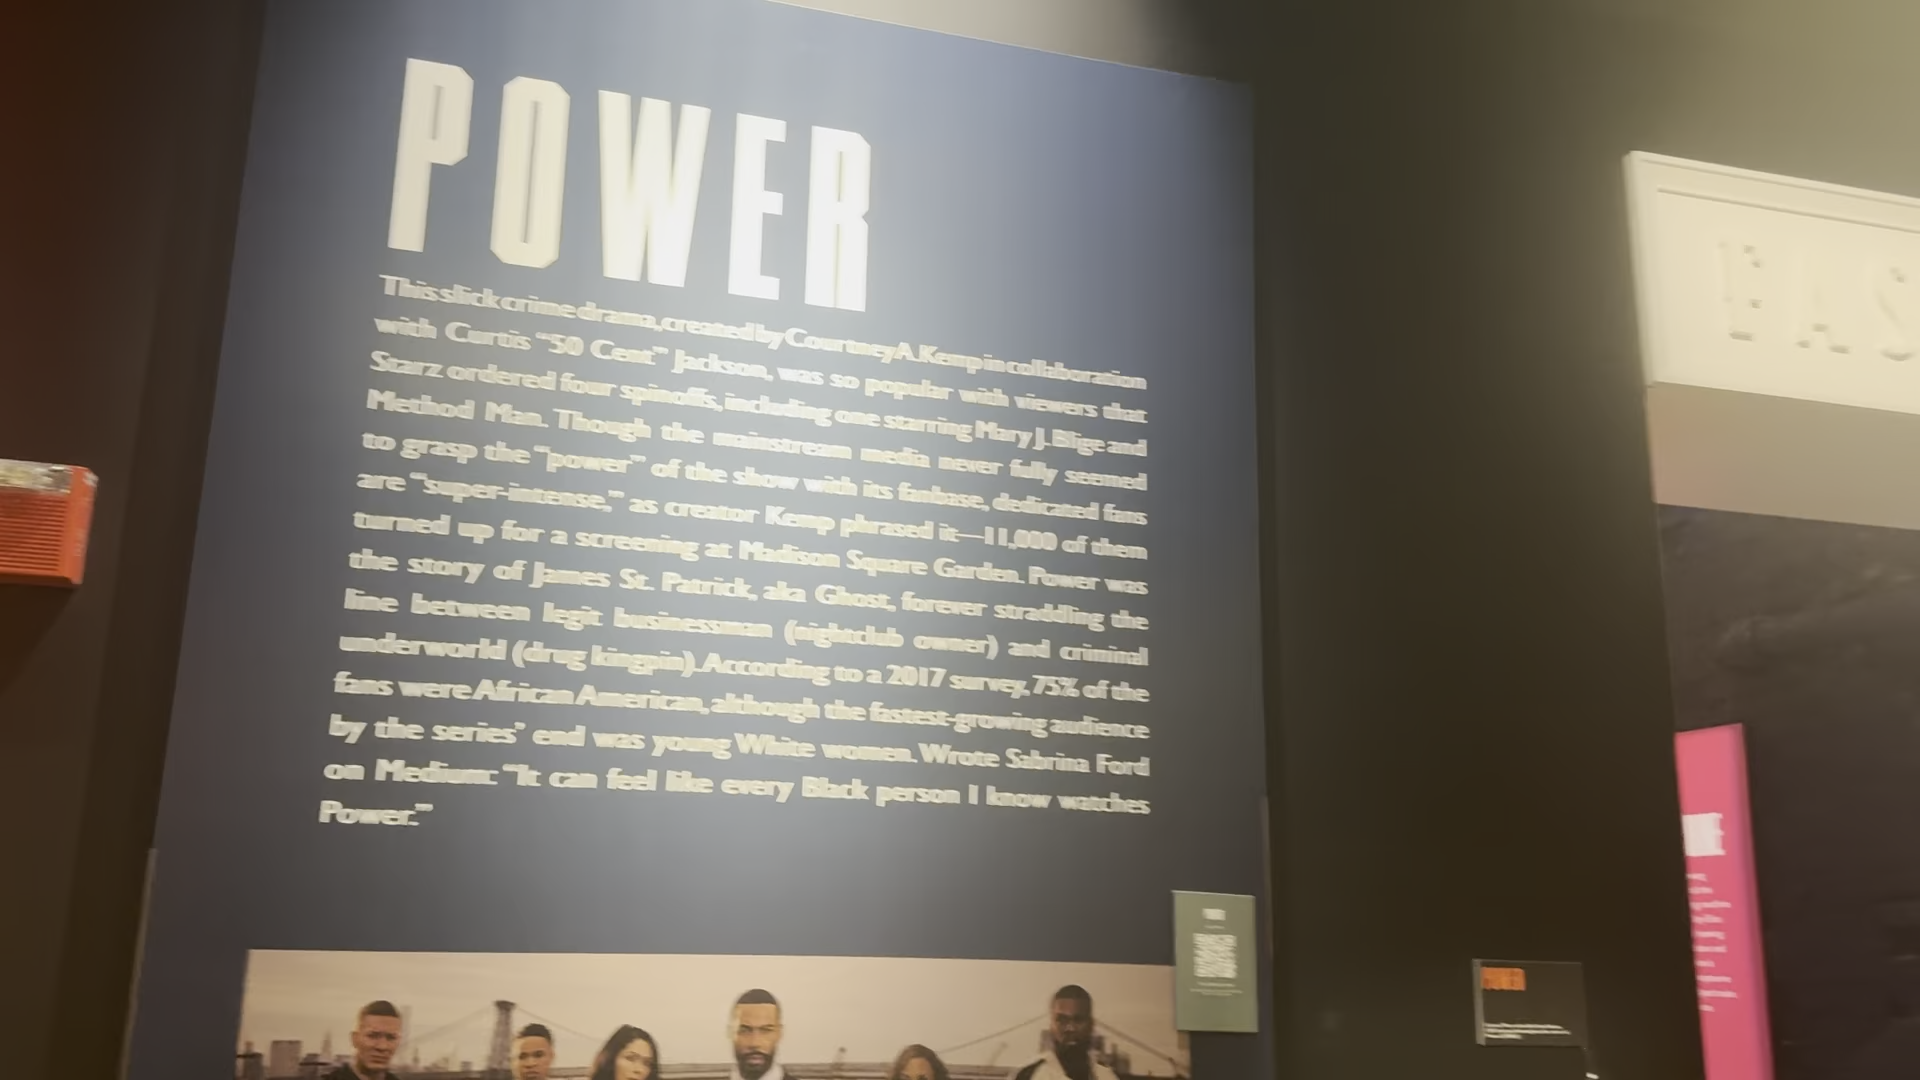 POWER
This slick crime drama, created by Courtney A. Kemp in collaboration
with Curtis “50 Cent” Jackson, was so popular with viewers that
Starz ordered four spinoffs, including one starring Mary J. Blige and
Method Man. Though the mainstream media never fully seemed
to grasp the “power” of the show with its fanbase, dedicated fans
are “super-intense,” as creator Kemp phrased it—11,000 of them
turned up for a screening at Madison Square Garden. Power was
the story of James St. Patrick, aka Ghost, forever straddling the
line between legit businessman (nightclub owner) and criminal
underworld (drug kingpin). According to a 2017 survey, 75% of the
fans were African American, although the fastest-growing audience
by the series’ end was young White women. Wrote Sabrina Ford
on Medium: “It can feel like every Black person I know watches
Power.”
EAS
POWER